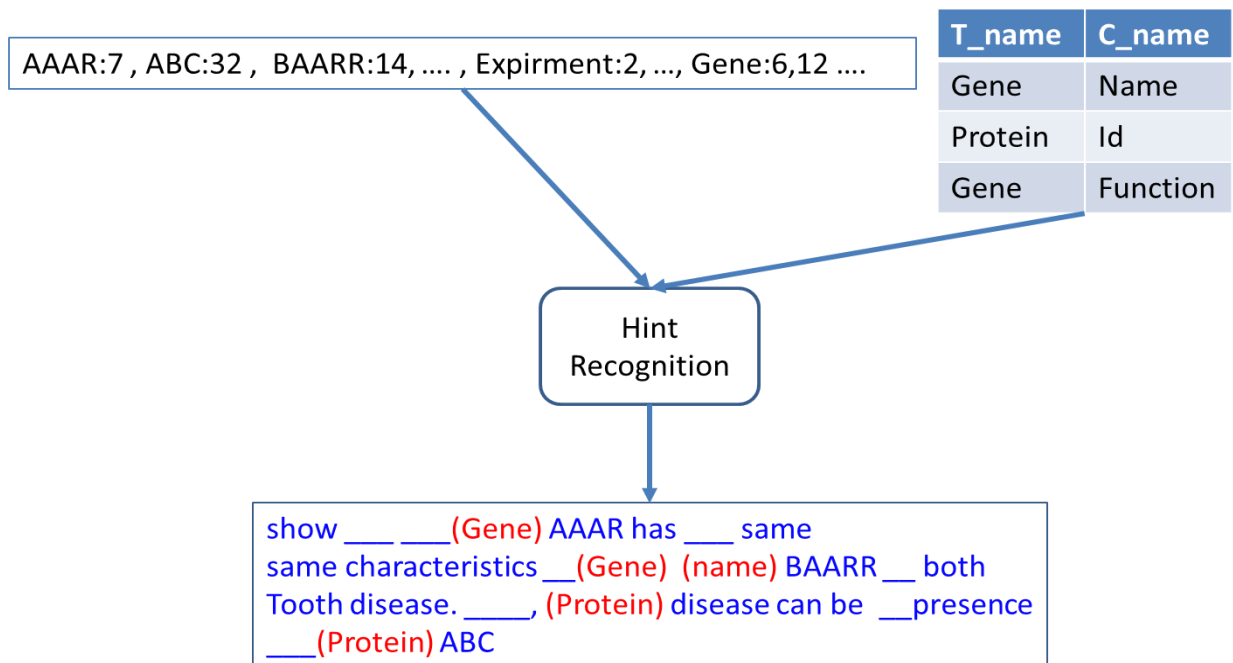 AAAR:7 , ABC:32 ,  BAARR:14, .... , Expirment:2, ..., Gene:6,12 ....
T_name C_name
Gene Name
Protein Id
Gene Function
Hint
Recognition
show ___ ___(Gene) AAAR has ___ same
same characteristics __(Gene)  (name) BAARR __ both
Tooth disease. ____, (Protein) disease can be  __presence
___(Protein) ABC